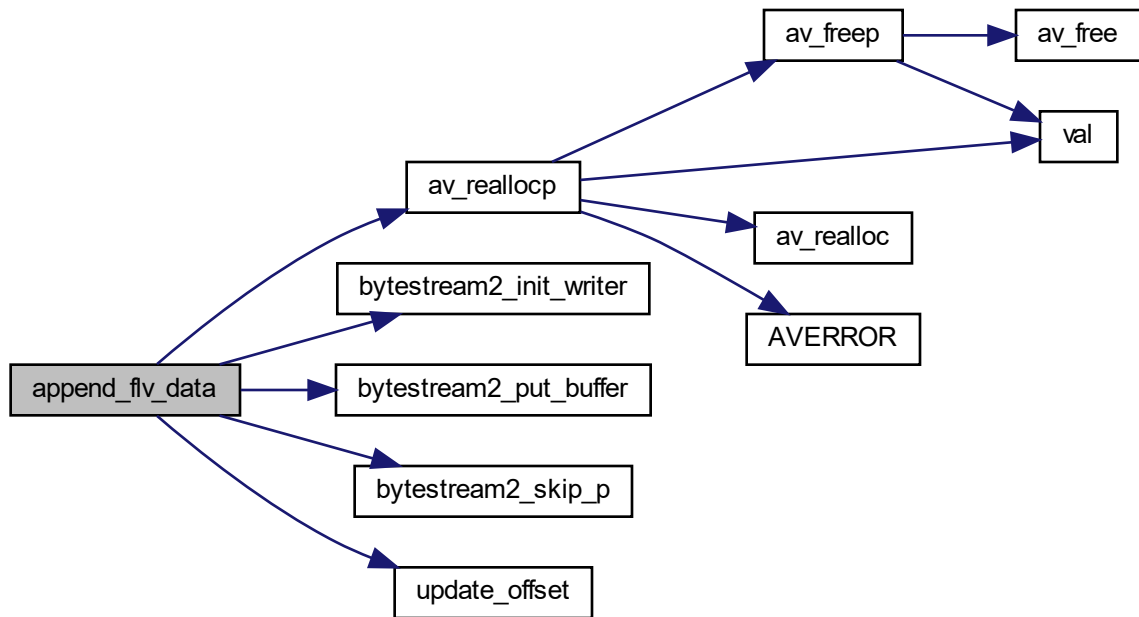 av_freep
av_free
val
av_reallocp
av_realloc
bytestream2_init_writer
AVERROR
append_flv_data
bytestream2_put_buffer
bytestream2_skip_p
update_offset